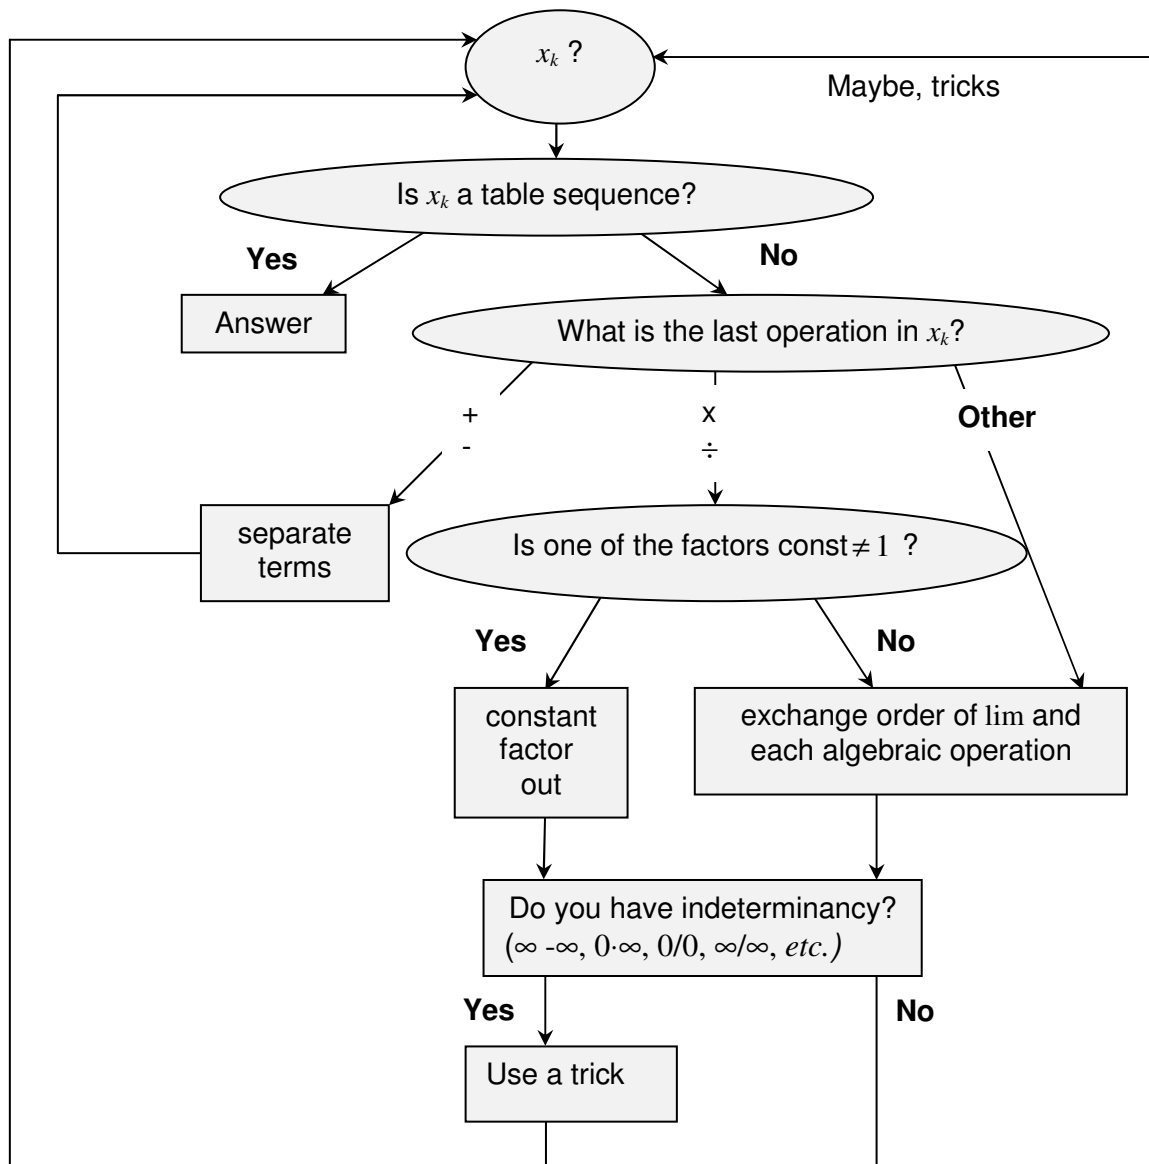 x_k ?
Maybe, tricks
Is x_k a table sequence?
Yes
No
Answer
What is the last operation in x_k?
+
-
x
÷
Other
separate
terms
Is one of the factors const ≠ 1 ?
Yes
No
constant
factor
out
exchange order of lim and
each algebraic operation
Do you have indeterminancy?
(∞ -∞, 0·∞, 0/0, ∞/∞, etc.)
Yes
No
Use a trick